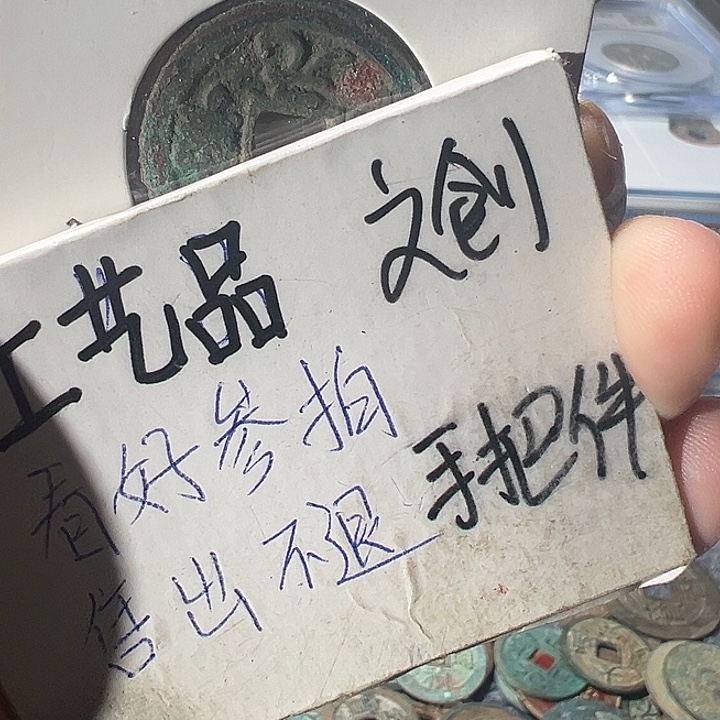 工艺品 文创
看好参拍 手把件
售出不退